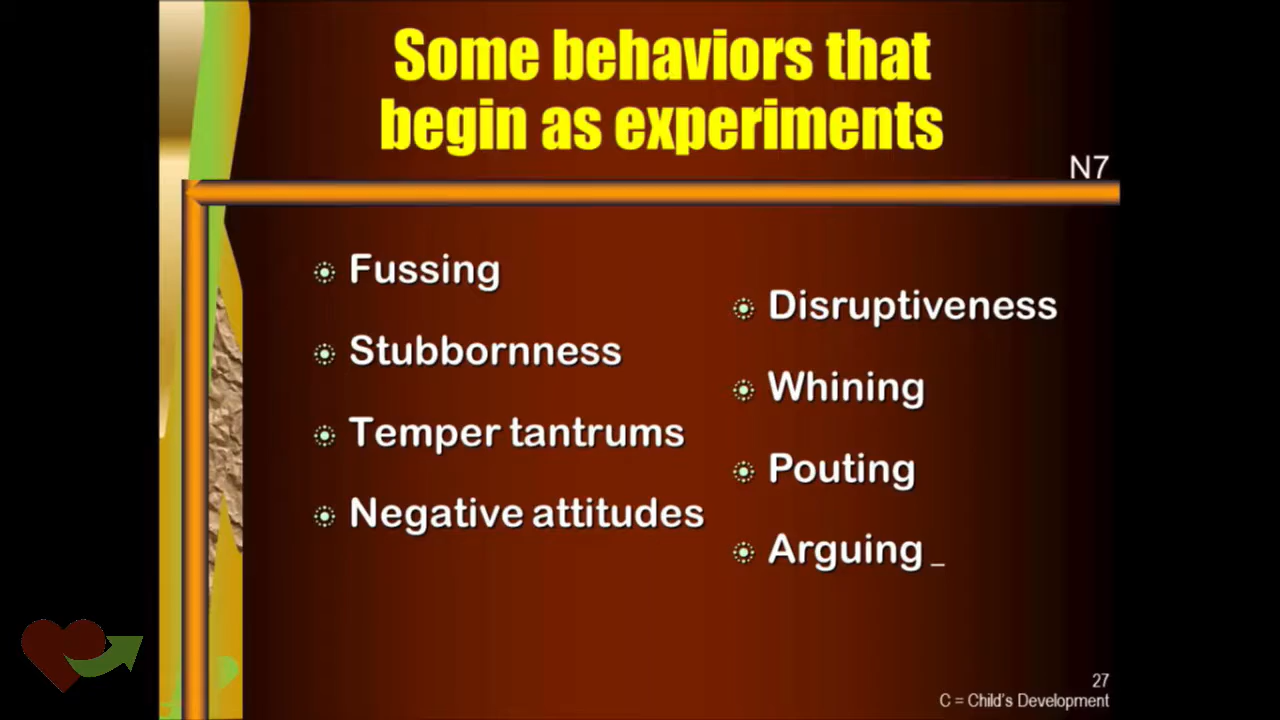 Some behaviors that
begin as experiments
N7
Fussing
Stubbornness
Temper tantrums
Negative attitudes
Disruptiveness
Whining
Pouting
Arguing _
27
C = Child's Development